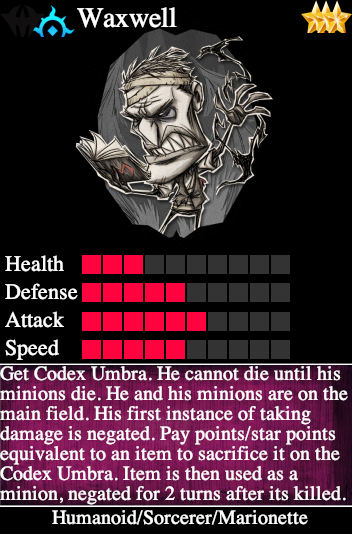 Waxwell
Health
Defense
Attack
Speed
Get Codex Umbra. He cannot die until his
minions die. He and his minions are on the
main field. His first instance of taking
damage is negated. Pay points/star points
equivalent to an item to sacrifice it on the
Codex Umbra. Item is then used as a
minion, negated for 2 turns after its killed.
Humanoid/Sorcerer/Marionette